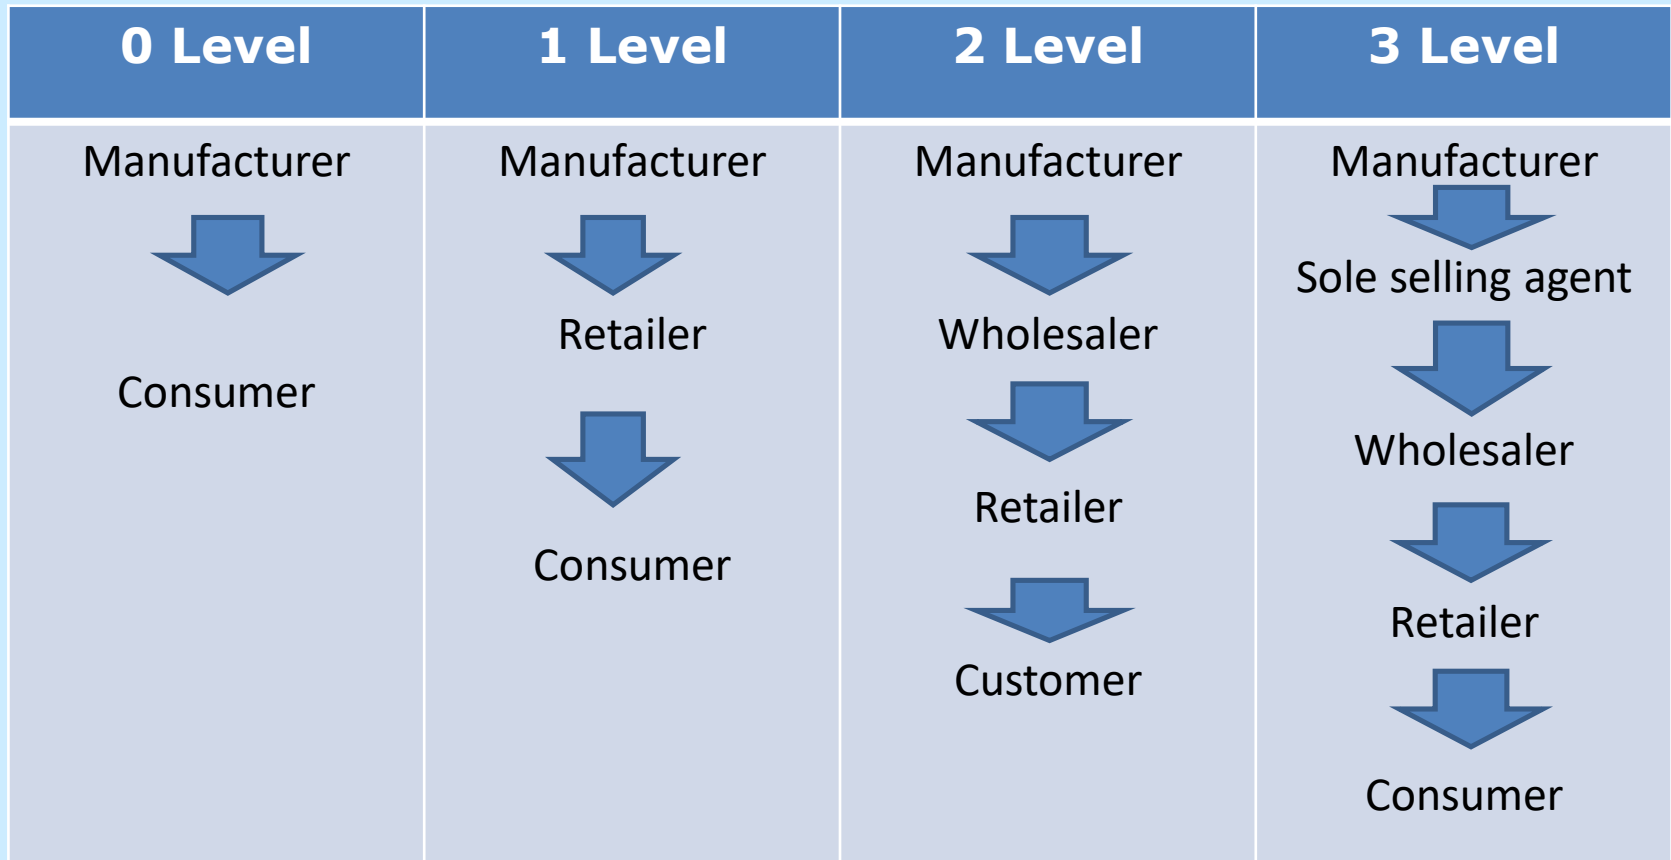 0 Level
1 Level
2 Level
3 Level
Manufacturer
Consumer
Manufacturer
Retailer
Consumer
Manufacturer
Wholesaler
Retailer
Customer
Manufacturer
Sole selling agent
Wholesaler
Retailer
Consumer